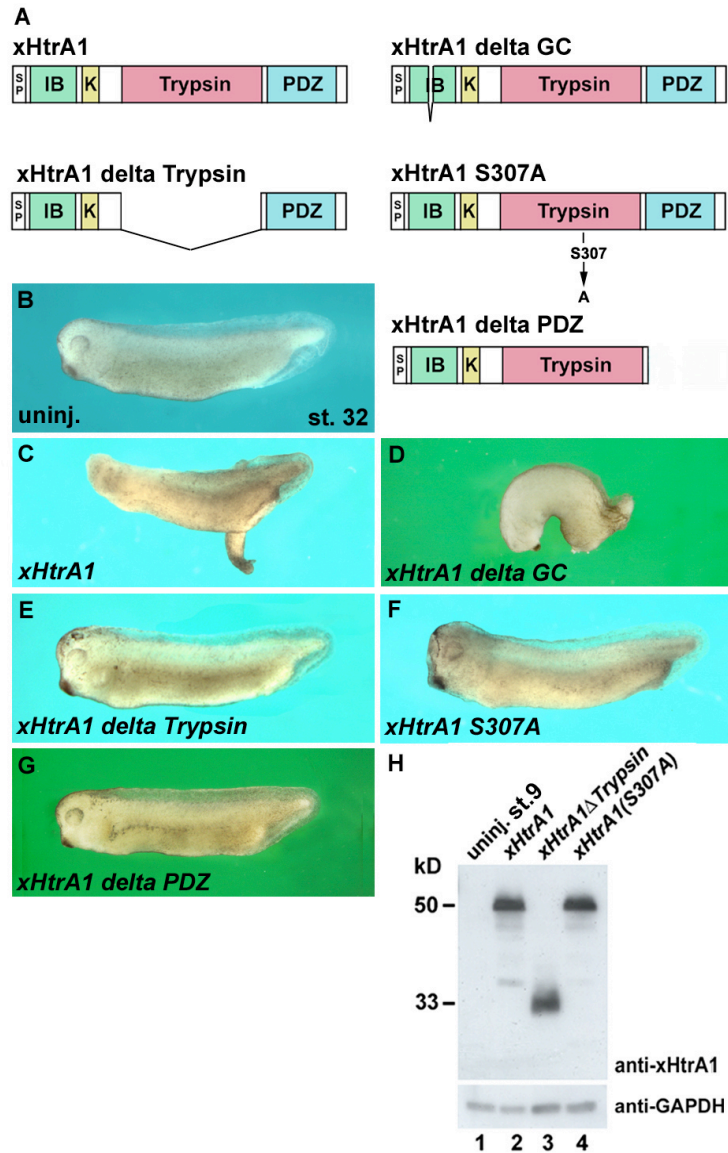 A
xHtrA1
SP IB K Trypsin PDZ
xHtrA1 delta GC
SP IB K Trypsin PDZ
xHtrA1 delta Trypsin
SP IB K PDZ
xHtrA1 S307A
SP IB K Trypsin PDZ
S307
A
xHtrA1 delta PDZ
SP IB K Trypsin
B
uninj. st. 32
C
xHtrA1
D
xHtrA1 delta GC
E
xHtrA1 delta Trypsin
F
xHtrA1 S307A
G
xHtrA1 delta PDZ
H
uninj. st.9
xHtrA1
xHtrA1ΔTrypsin
xHtrA1(S307A)
kD
50
33
anti-xHtrA1
anti-GAPDH
1 2 3 4